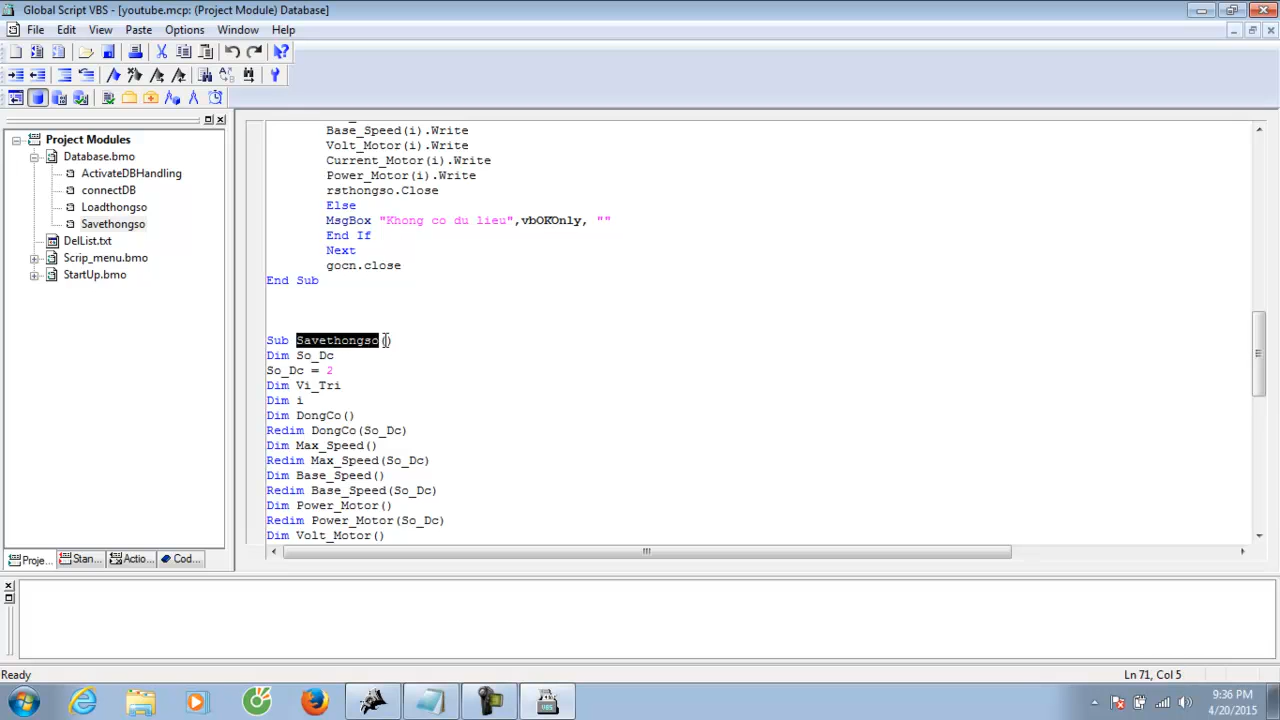 Global Script VBS - [youtube.mcp: (Project Module) Database]
File Edit View Paste Options Window Help
Project Modules
Database.bmo
ActivateDBHandling
connectDB
Loadthongso
Savethongso
DelList.txt
Scrip_menu.bmo
StartUp.bmo
Proje...
Stan...
Actio...
Cod...
Base_Speed(i).Write
Volt_Motor(i).Write
Current_Motor(i).Write
Power_Motor(i).Write
rsthongso.Close
Else
MsgBox "Khong co du lieu",vbOKOnly, ""
End If
Next
gocn.close
End Sub
Sub Savethongso()
Dim So_Dc
So_Dc = 2
Dim Vi_Tri
Dim i
Dim DongCo()
Redim DongCo(So_Dc)
Dim Max_Speed()
Redim Max_Speed(So_Dc)
Dim Base_Speed()
Redim Base_Speed(So_Dc)
Dim Power_Motor()
Redim Power_Motor(So_Dc)
Dim Volt_Motor()
Ready
Ln 71, Col 5
VBS
9:36 PM
4/20/2015